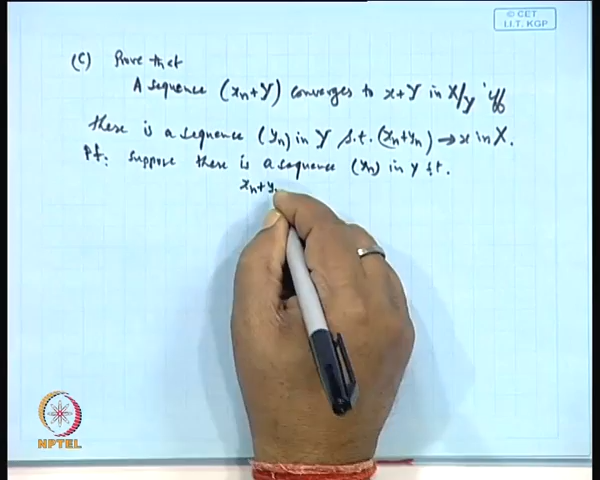 © CET
I.I.T. KGP
(C) Prove that
A sequence (xn+Y) converges to x+Y in X/Y iff
there is a sequence (yn) in Y s.t. (xn+yn) → x in X.
Pf: Suppose there is a sequence (yn) in Y s.t.
xn+yn
NPTEL